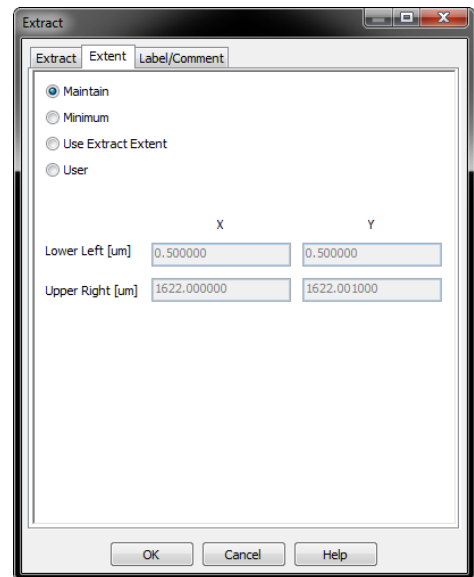 Extract
Extract Extent Label/Comment
Maintain
Minimum
Use Extract Extent
User
X Y
Lower Left [um] 0.500000 0.500000
Upper Right [um] 1622.000000 1622.001000
OK Cancel Help